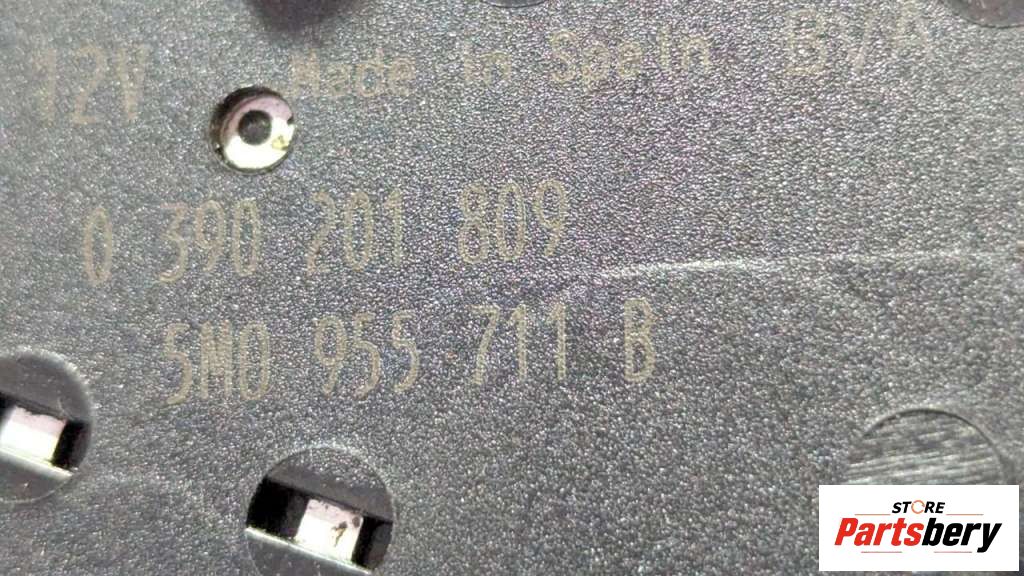 12V Made in Spain B/A
0 390 201 809
5M0 955 711 B
STORE
Partsbery